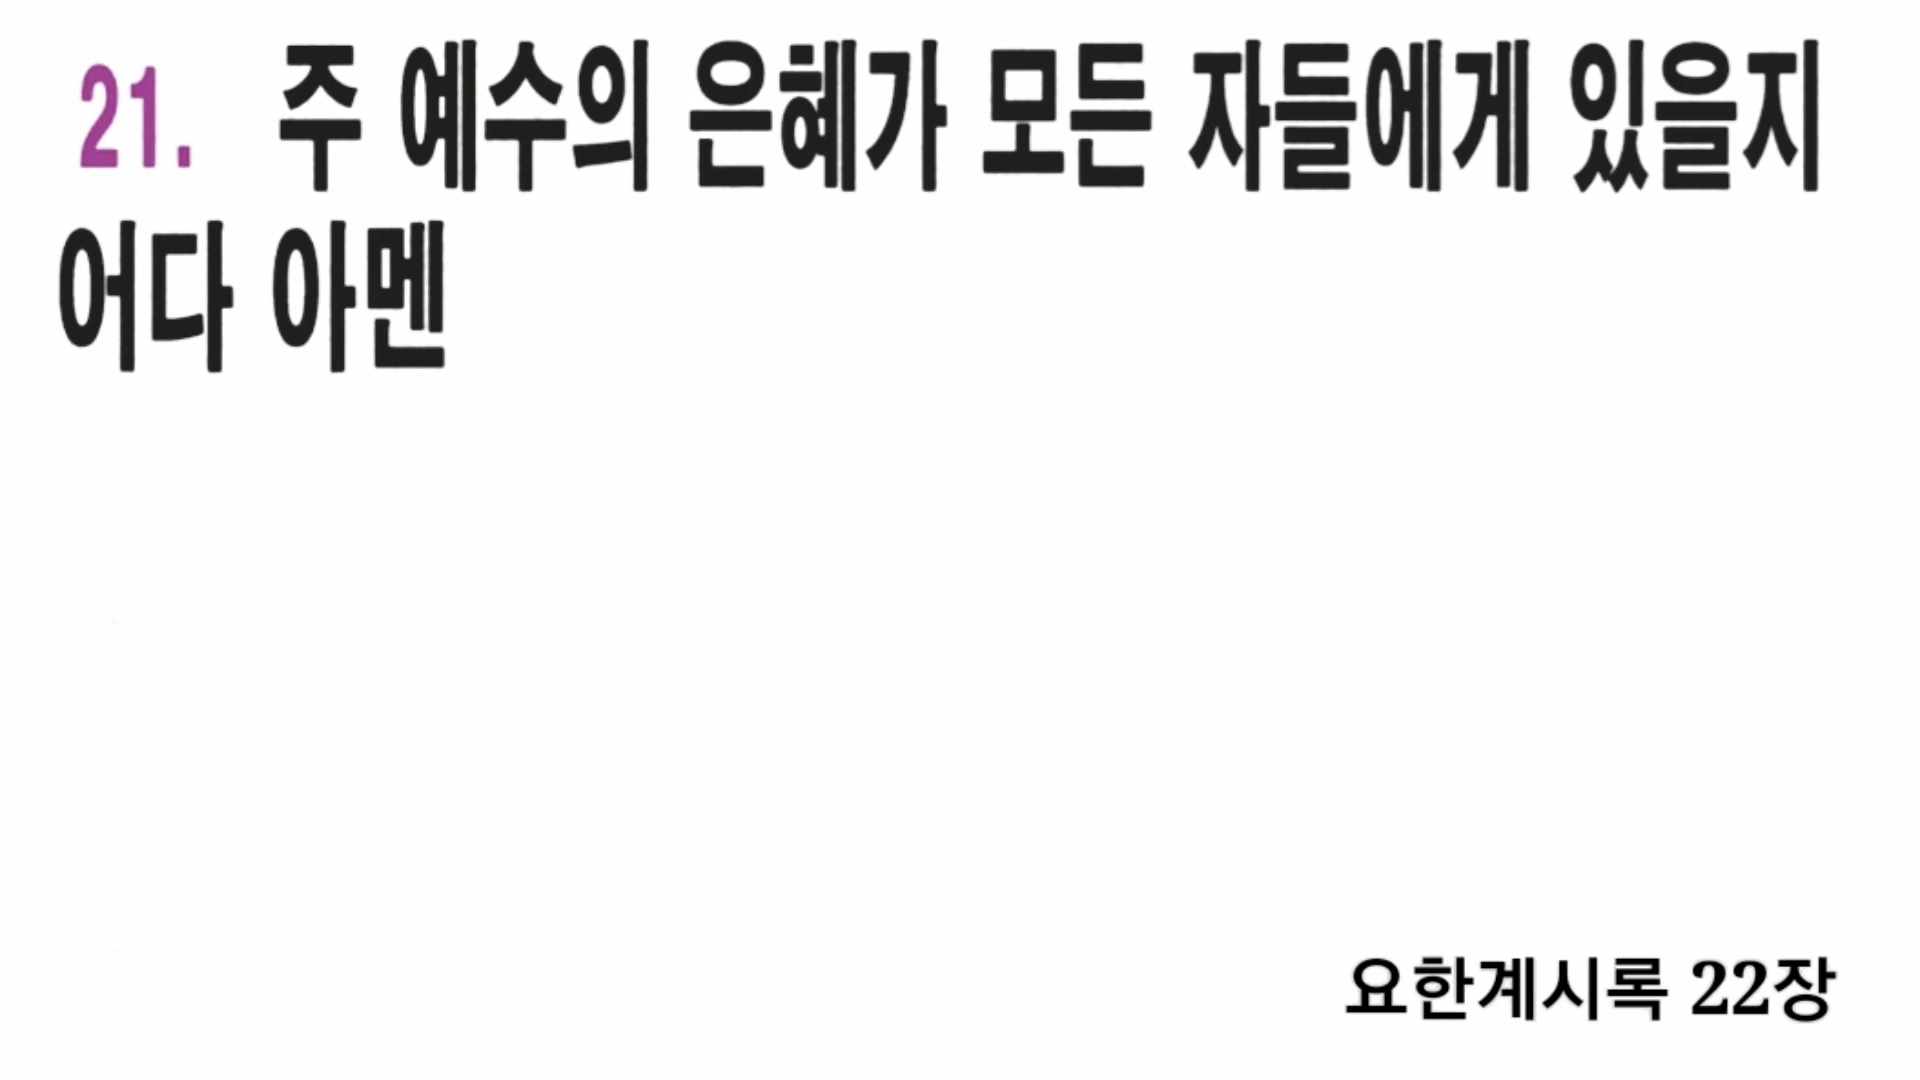 21. 주 예수의 은혜가 모든 자들에게 있을지
어다 아멘
요한계시록 22장